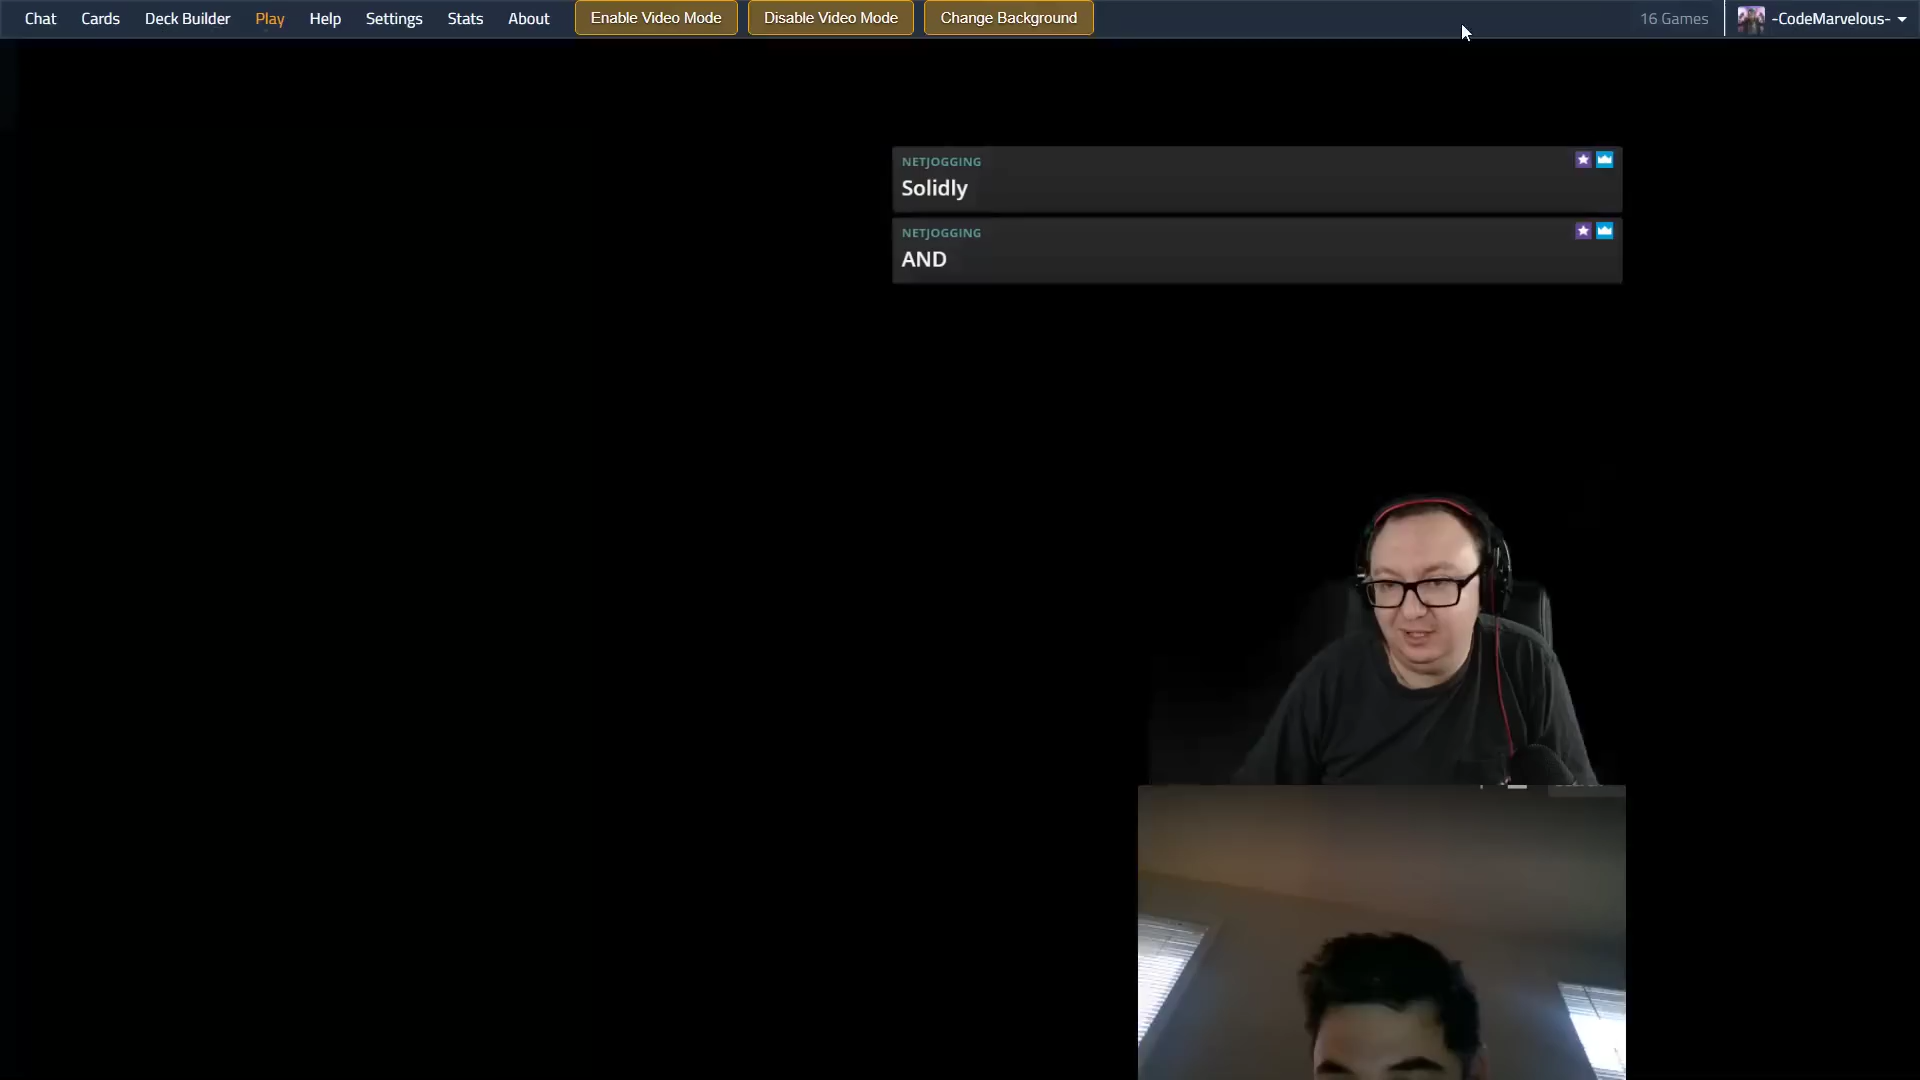 Chat Cards Deck Builder Play Help Settings Stats About Enable Video Mode Disable Video Mode Change Background 16 Games -CodeMarvelous-
NETJOGGING
Solidly
NETJOGGING
AND